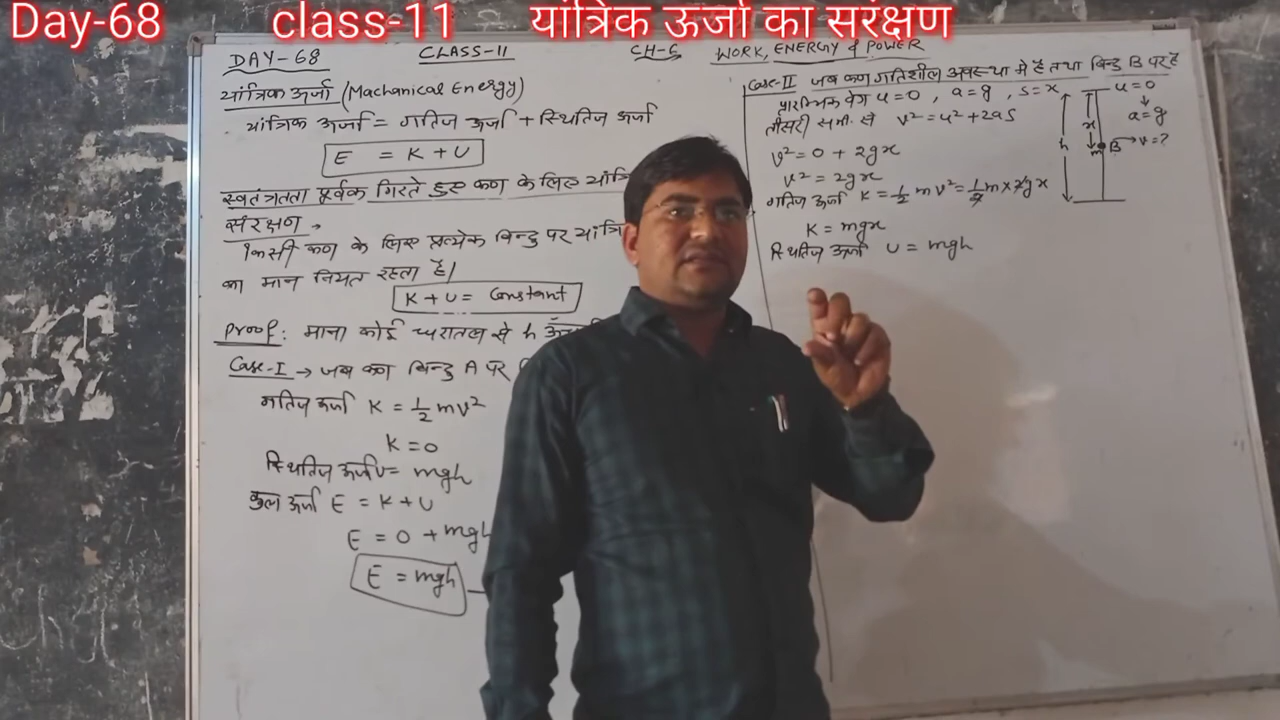 Day-68 class-11 यांत्रिक ऊर्जा का सरंक्षण
DAY-68 CLASS-11 CH-6 WORK, ENERGY & POWER
यांत्रिक ऊर्जा (Machanical Energy)
यांत्रिक ऊर्जा = गतिज ऊर्जा + स्थितिज ऊर्जा
E = K + U
स्वतंत्रता पूर्वक गिरते हुए कण के लिए
संरक्षण
किसी कण के लिए प्रत्येक बिन्दु पर
का मान नियत रहता है।
K + U = Constant
Proof: माना कोई धरातल से h
Case-I → जब कण बिन्दु A पर
गतिज ऊर्जा K = 1/2 mv²
K = 0
स्थितिज ऊर्जा U = mgh
कुल ऊर्जा E = K + U
E = 0 + mgh
E = mgh
Case-II जब कण गतिशील अवस्था में है तथा बिन्दु B पर है
प्रारम्भिक वेग u = 0 , a = g , s = x
तीसरी समी. से v² = u² + 2as
v² = 0 + 2gx
v² = 2gx
गतिज ऊर्जा K = 1/2 mv² = 1/2 m × 2gx
K = mgx
स्थितिज ऊर्जा U = mgh
u = 0
a = g
x
h
m B → v = ?